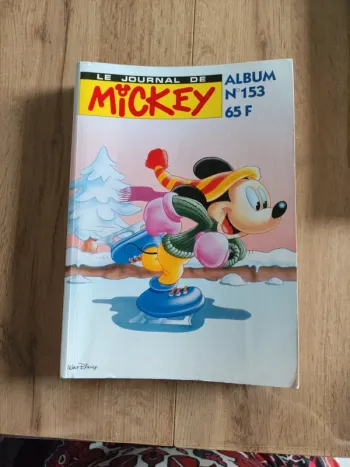 LE JOURNAL DE
MiCKEY
ALBUM
N°153
65 F
WALT DISNEY